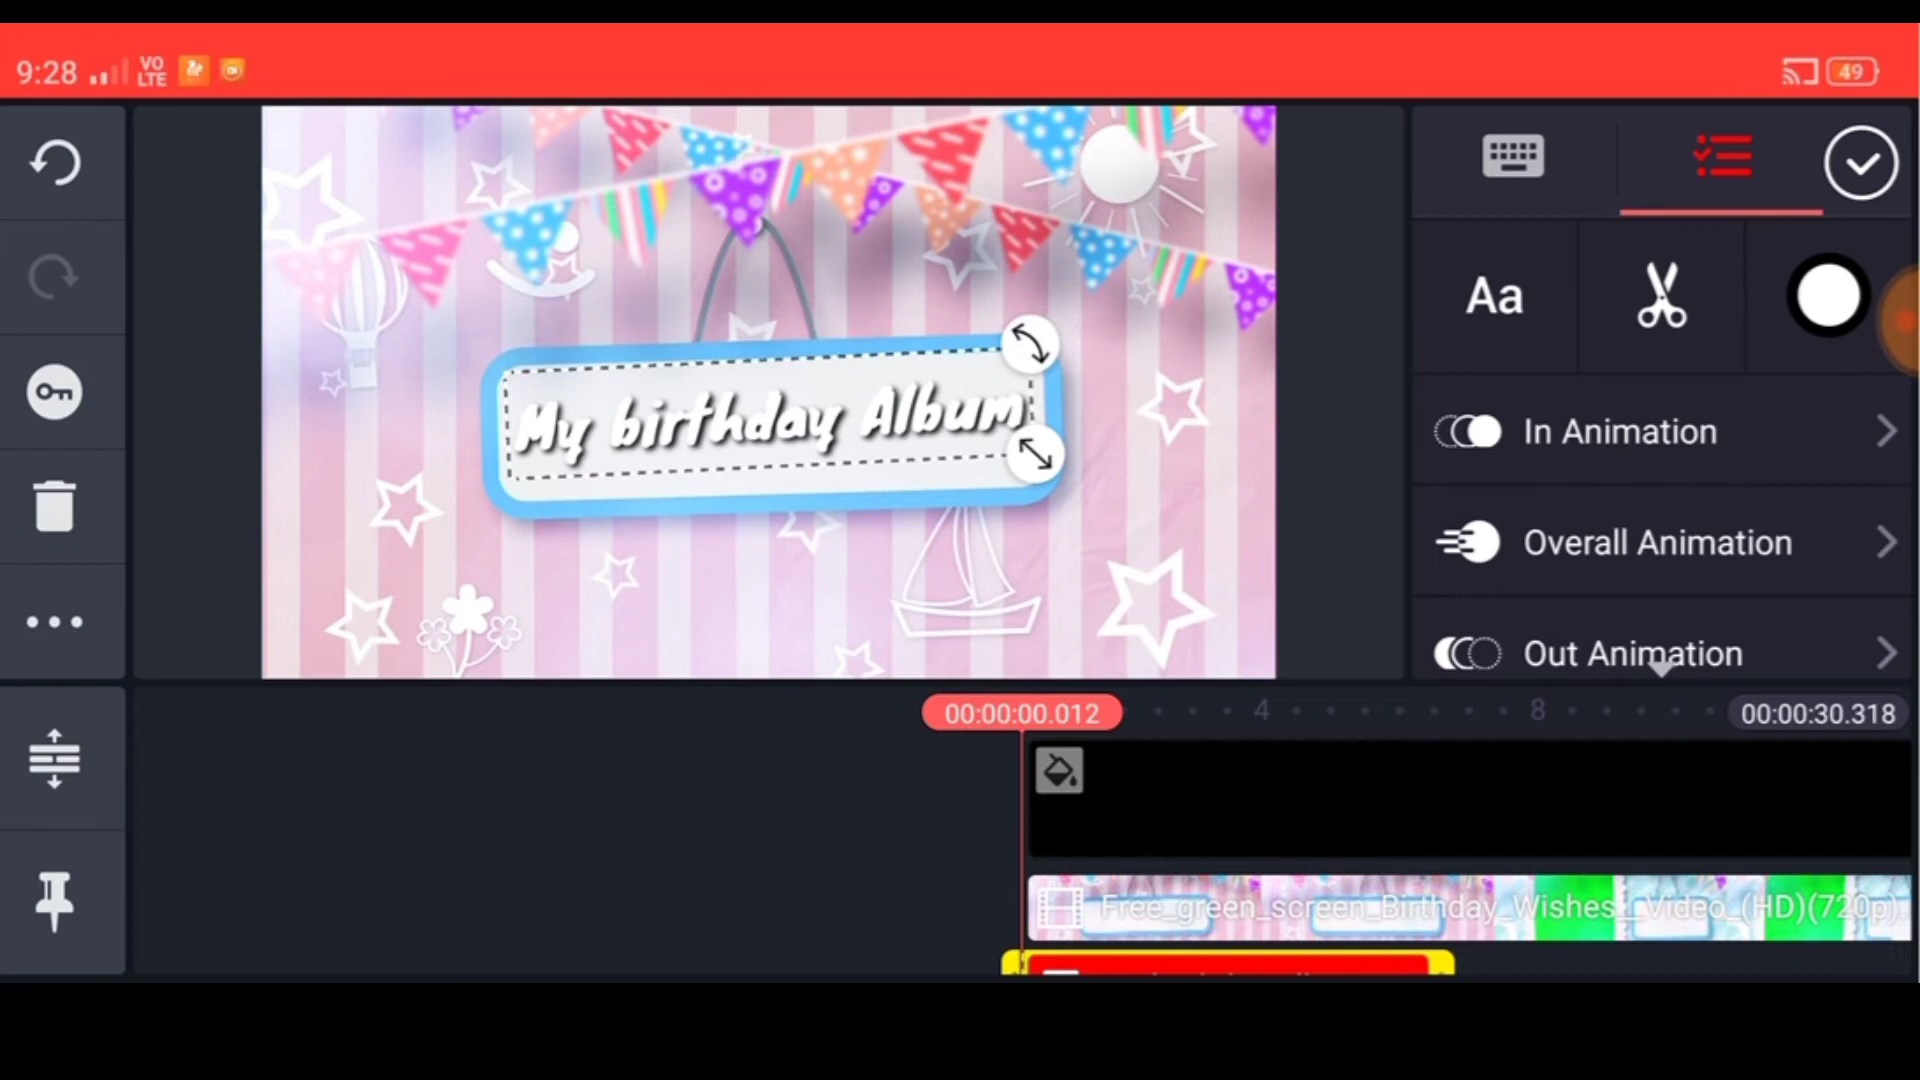 9:28
VO
LTE
49
My birthday Album
Aa
In Animation
Overall Animation
Out Animation
00:00:00.012
4
8
00:00:30.318
Free_green_screen_Birthday_Wishes_Video_(HD)(720p).